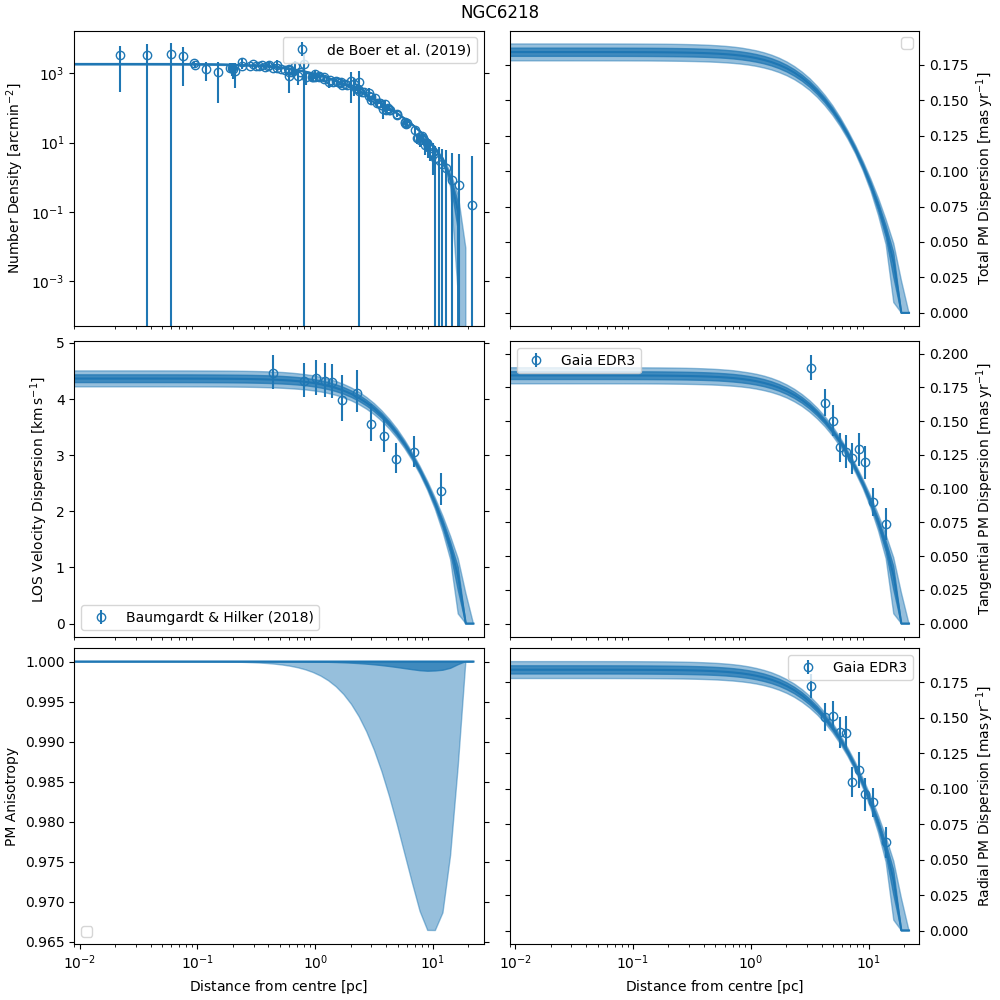 NGC6218
de Boer et al. (2019)
Number Density [arcmin⁻²]
10³
10¹
10⁻¹
10⁻³
0.175
0.150
0.125
0.100
0.075
0.050
0.025
0.000
Total PM Dispersion [mas yr⁻¹]
LOS Velocity Dispersion [km s⁻¹]
5
4
3
2
1
0
Baumgardt & Hilker (2018)
Gaia EDR3
0.200
0.175
0.150
0.125
0.100
0.075
0.050
0.025
0.000
Tangential PM Dispersion [mas yr⁻¹]
PM Anisotropy
1.000
0.995
0.990
0.985
0.980
0.975
0.970
0.965
10⁻² 10⁻¹ 10⁰ 10¹
Distance from centre [pc]
Gaia EDR3
0.175
0.150
0.125
0.100
0.075
0.050
0.025
0.000
Radial PM Dispersion [mas yr⁻¹]
10⁻² 10⁻¹ 10⁰ 10¹
Distance from centre [pc]